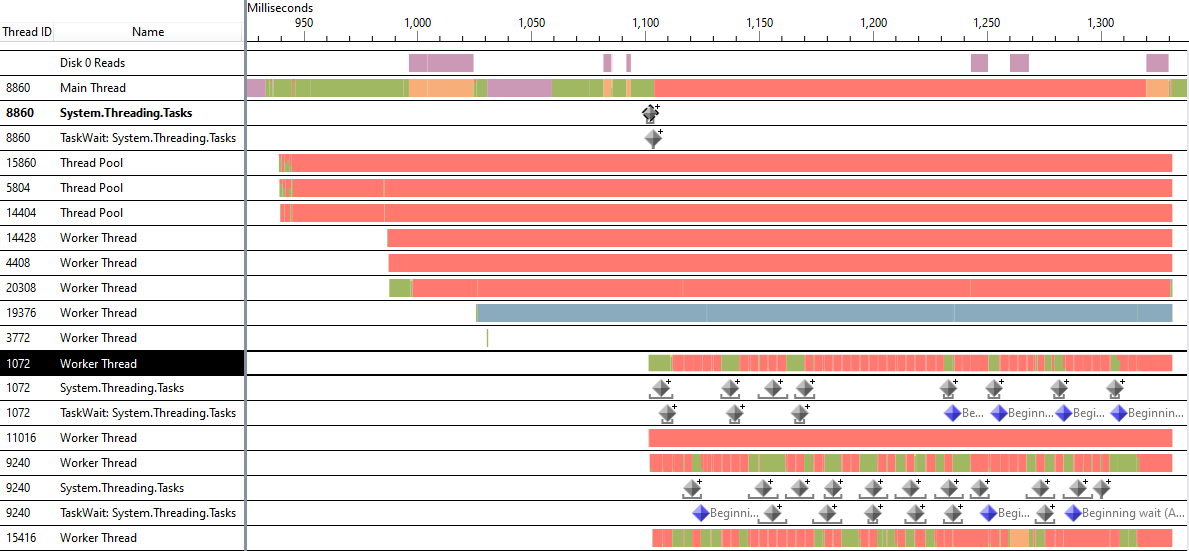 Milliseconds
950 1,000 1,050 1,100 1,150 1,200 1,250 1,300
Thread ID Name
Disk 0 Reads
8860 Main Thread
8860 System.Threading.Tasks
8860 TaskWait: System.Threading.Tasks
15860 Thread Pool
5804 Thread Pool
14404 Thread Pool
14428 Worker Thread
4408 Worker Thread
20308 Worker Thread
19376 Worker Thread
3772 Worker Thread
1072 Worker Thread
1072 System.Threading.Tasks
1072 TaskWait: System.Threading.Tasks Be... Beginn... Begi... Beginnin...
11016 Worker Thread
9240 Worker Thread
9240 System.Threading.Tasks
9240 TaskWait: System.Threading.Tasks Beginni... Begi... Beginning wait (A...
15416 Worker Thread